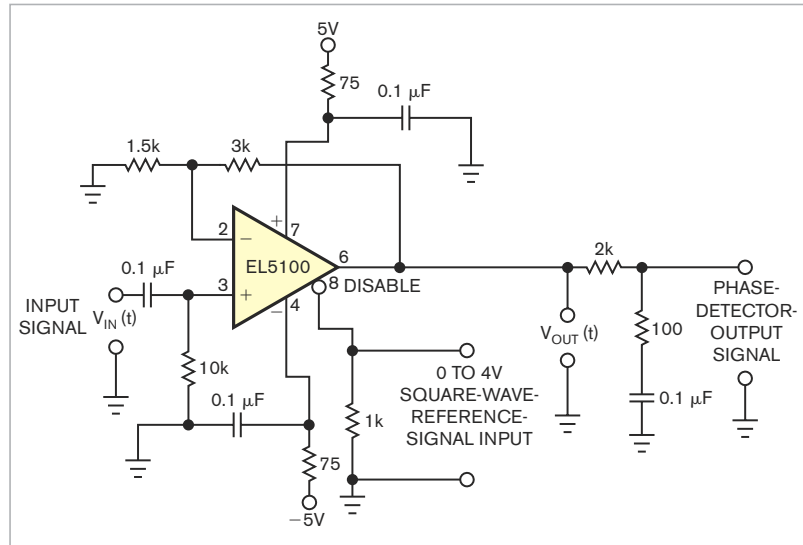 5V
75
0.1 µF
1.5k
3k
+
7
2
−
6
EL5100
2k
0.1 µF
8 DISABLE
3
+
−
4
INPUT
SIGNAL
VIN (t)
PHASE-
DETECTOR-
OUTPUT
SIGNAL
VOUT (t)
100
10k
0 TO 4V
SQUARE-WAVE-
REFERENCE-
SIGNAL INPUT
0.1 µF
0.1 µF
1k
75
−5V